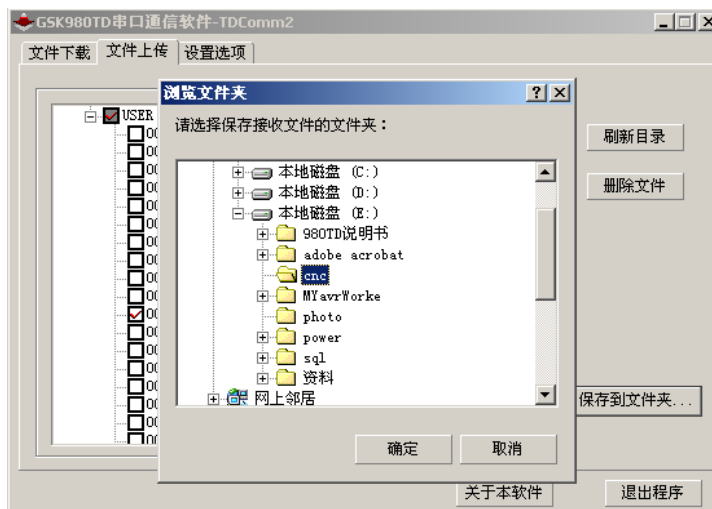 GSK980TD串口通信软件-TDComm2
文件下载 文件上传 设置选项
浏览文件夹
请选择保存接收文件的文件夹：
USER
本地磁盘 (C:)
本地磁盘 (D:)
本地磁盘 (E:)
980TD说明书
adobe acrobat
cnc
MYavrWorke
photo
power
sql
资料
网上邻居
确定 取消
刷新目录
删除文件
保存到文件夹...
关于本软件 退出程序